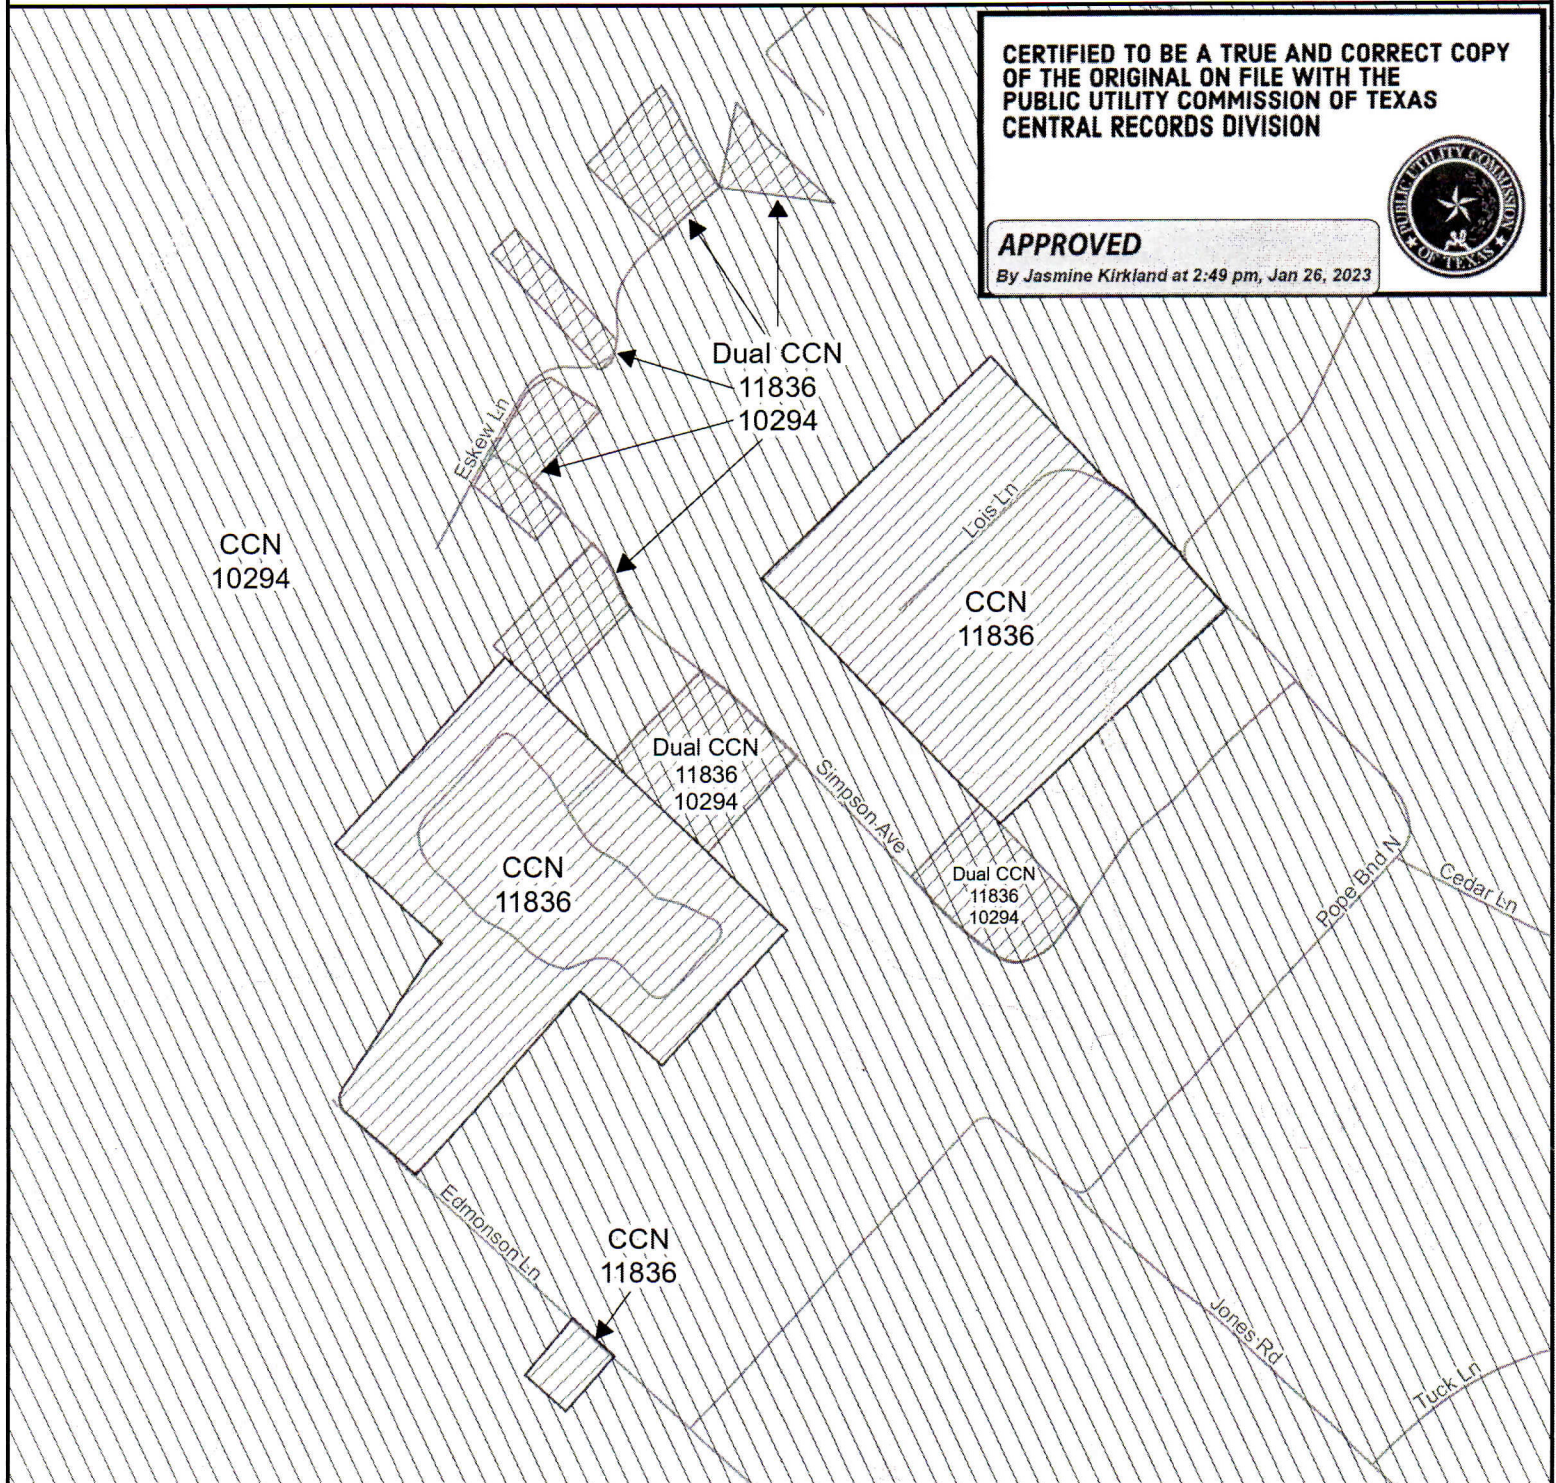 CERTIFIED TO BE A TRUE AND CORRECT COPY
OF THE ORIGINAL ON FILE WITH THE
PUBLIC UTILITY COMMISSION OF TEXAS
CENTRAL RECORDS DIVISION
PUBLIC UTILITY COMMISSION
OF TEXAS
APPROVED
By Jasmine Kirkland at 2:49 pm, Jan 26, 2023
Dual CCN
11836
10294
Eskew Ln
Lois Ln
CCN
10294
CCN
11836
Dual CCN
11836
10294
Simpson Ave
CCN
11836
Dual CCN
11836
10294
Pope Bnd N
Cedar Ln
Edmonson Ln
CCN
11836
Jones Rd
Tuck Ln